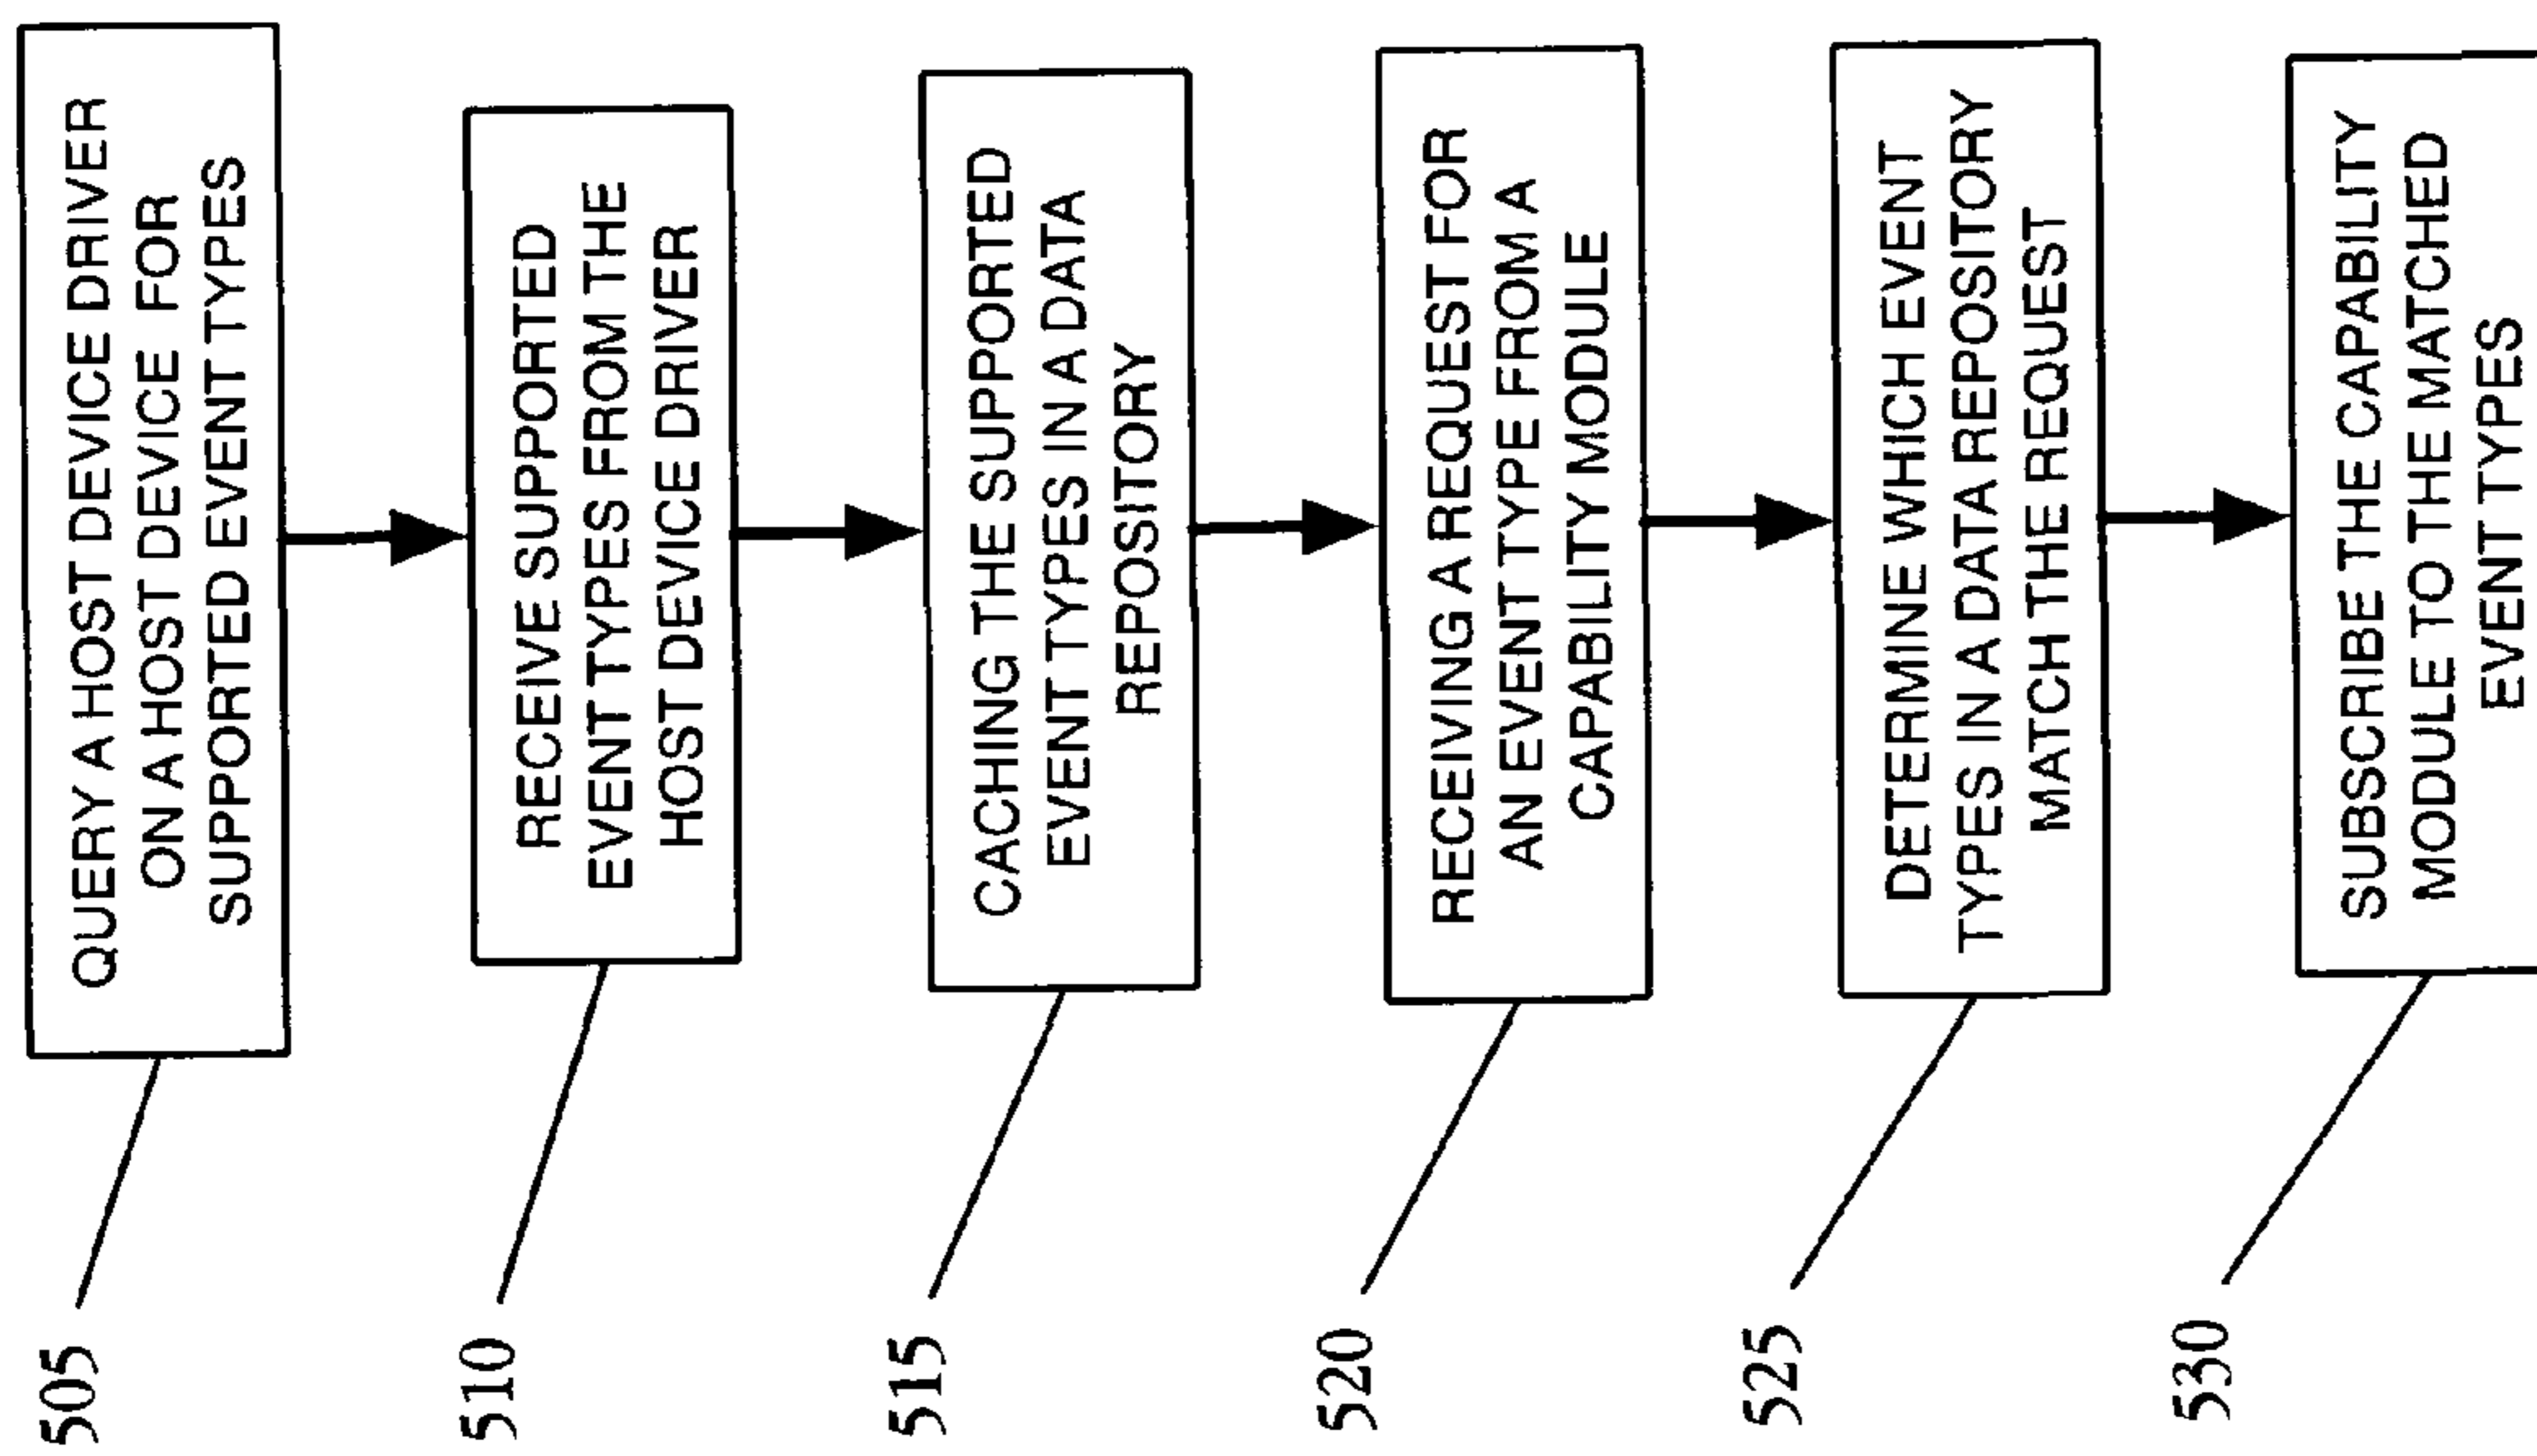 505
QUERY A HOST DEVICE DRIVER
ON A HOST DEVICE FOR
SUPPORTED EVENT TYPES
510
RECEIVE SUPPORTED
EVENT TYPES FROM THE
HOST DEVICE DRIVER
515
CACHING THE SUPPORTED
EVENT TYPES IN A DATA
REPOSITORY
520
RECEIVING A REQUEST FOR
AN EVENT TYPE FROM A
CAPABILITY MODULE
525
DETERMINE WHICH EVENT
TYPES IN A DATA REPOSITORY
MATCH THE REQUEST
530
SUBSCRIBE THE CAPABILITY
MODULE TO THE MATCHED
EVENT TYPES